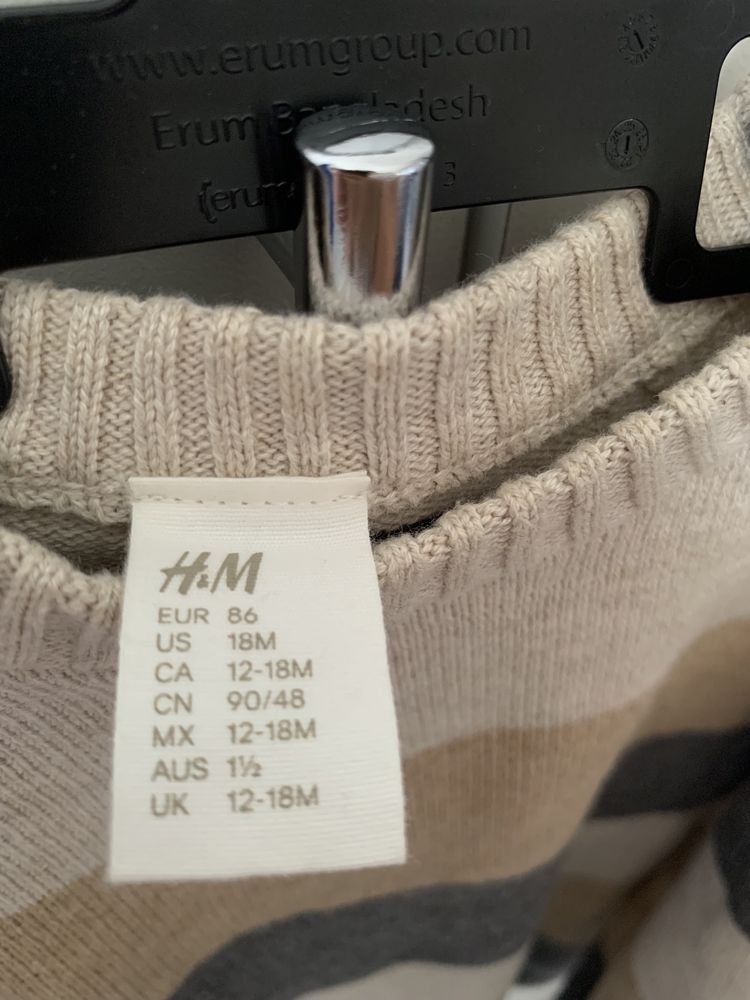 www.erumgroup.com
Erum
H&M
EUR 86
US 18M
CA 12-18M
CN 90/48
MX 12-18M
AUS 1½
UK 12-18M